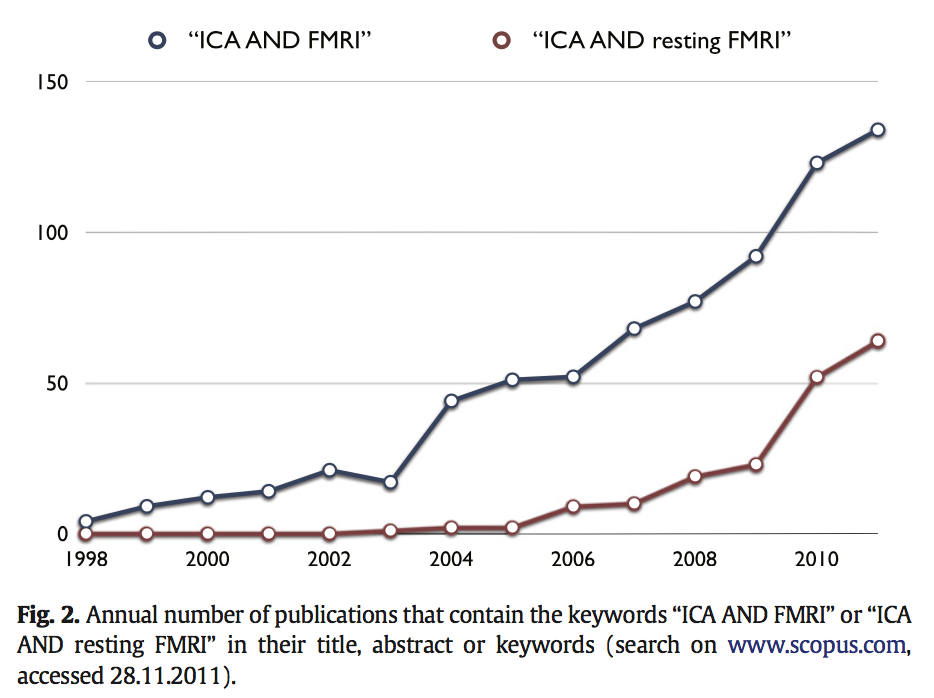 “ICA AND FMRI” “ICA AND resting FMRI”
150
100
50
0
1998 2000 2002 2004 2006 2008 2010
Fig. 2. Annual number of publications that contain the keywords “ICA AND FMRI” or “ICA
AND resting FMRI” in their title, abstract or keywords (search on www.scopus.com,
accessed 28.11.2011).